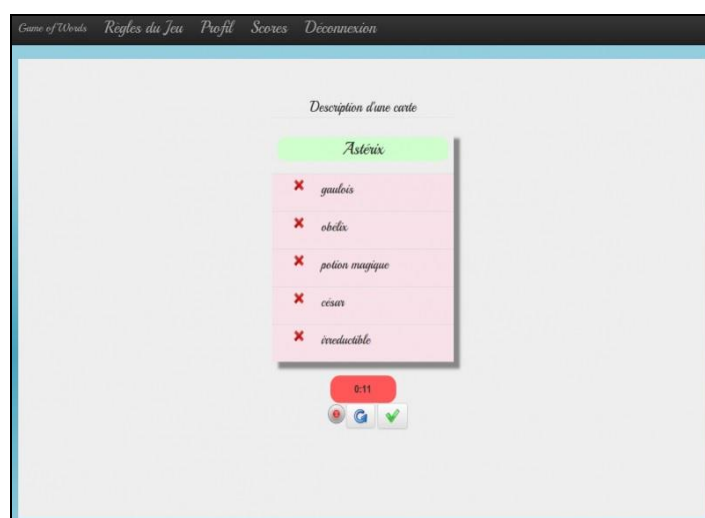 Game of Words Règles du Jeu Profil Scores Déconnexion
Description d'une carte
Astérix
gaulois
obélix
potion magique
césar
irreductible
0:11